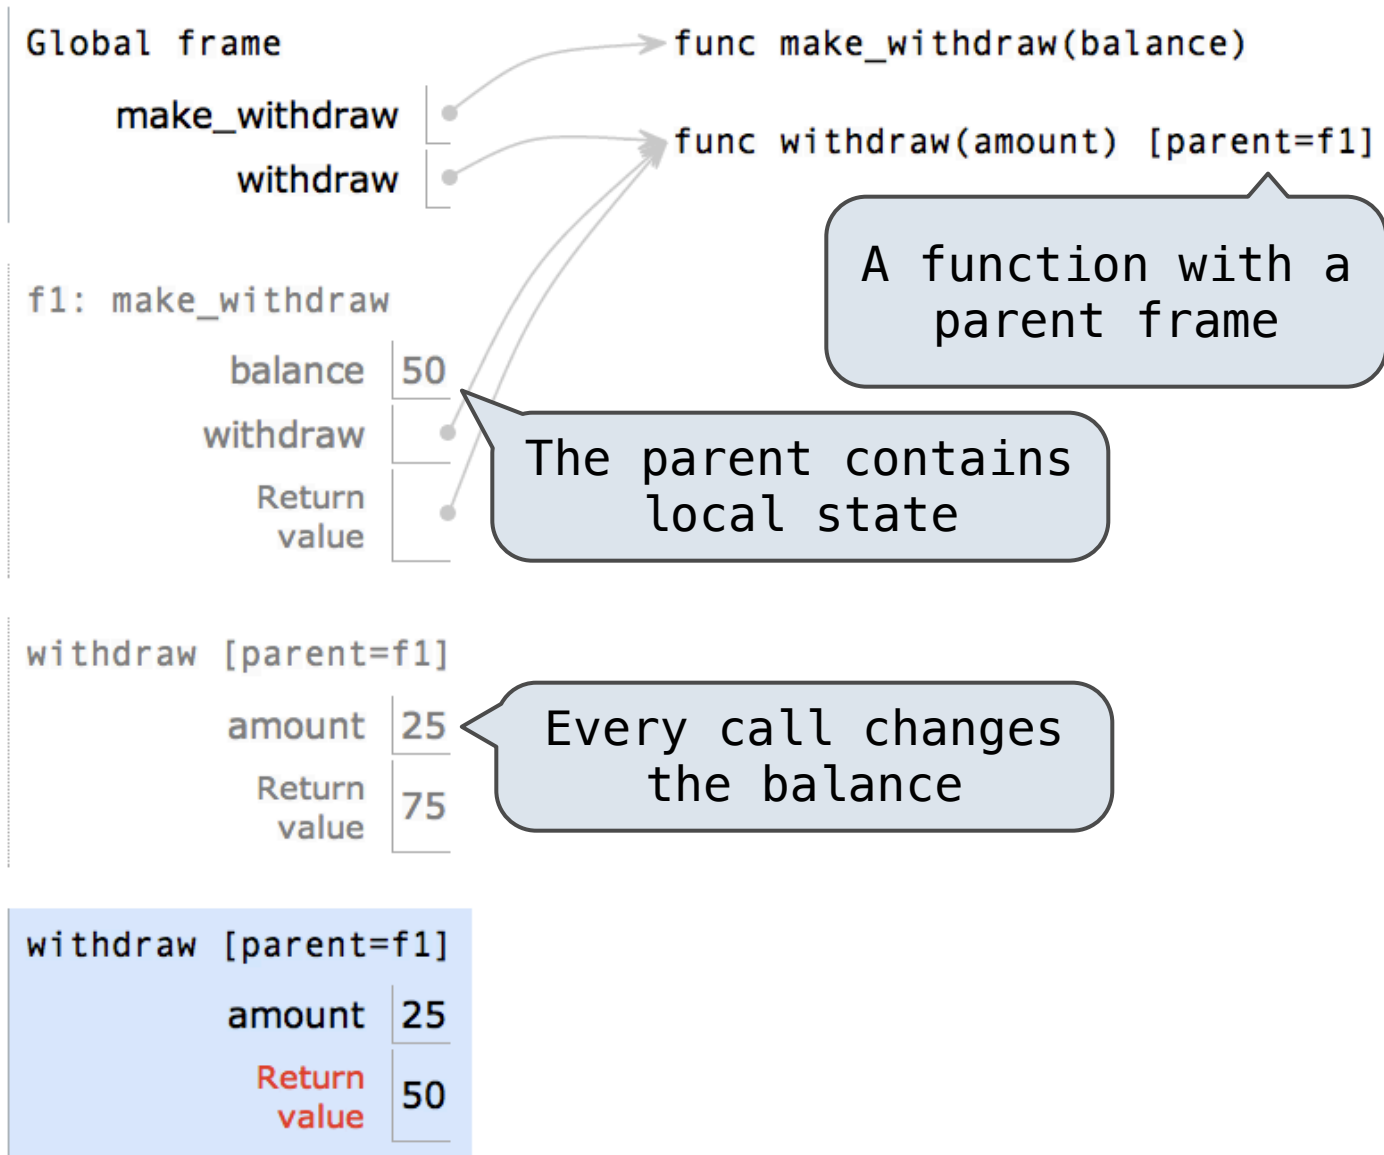 Global frame
make_withdraw
withdraw
func make_withdraw(balance)
func withdraw(amount) [parent=f1]
A function with a
parent frame
f1: make_withdraw
balance 50
withdraw
Return
value
The parent contains
local state
withdraw [parent=f1]
amount 25
Return
value 75
Every call changes
the balance
withdraw [parent=f1]
amount 25
Return
value 50